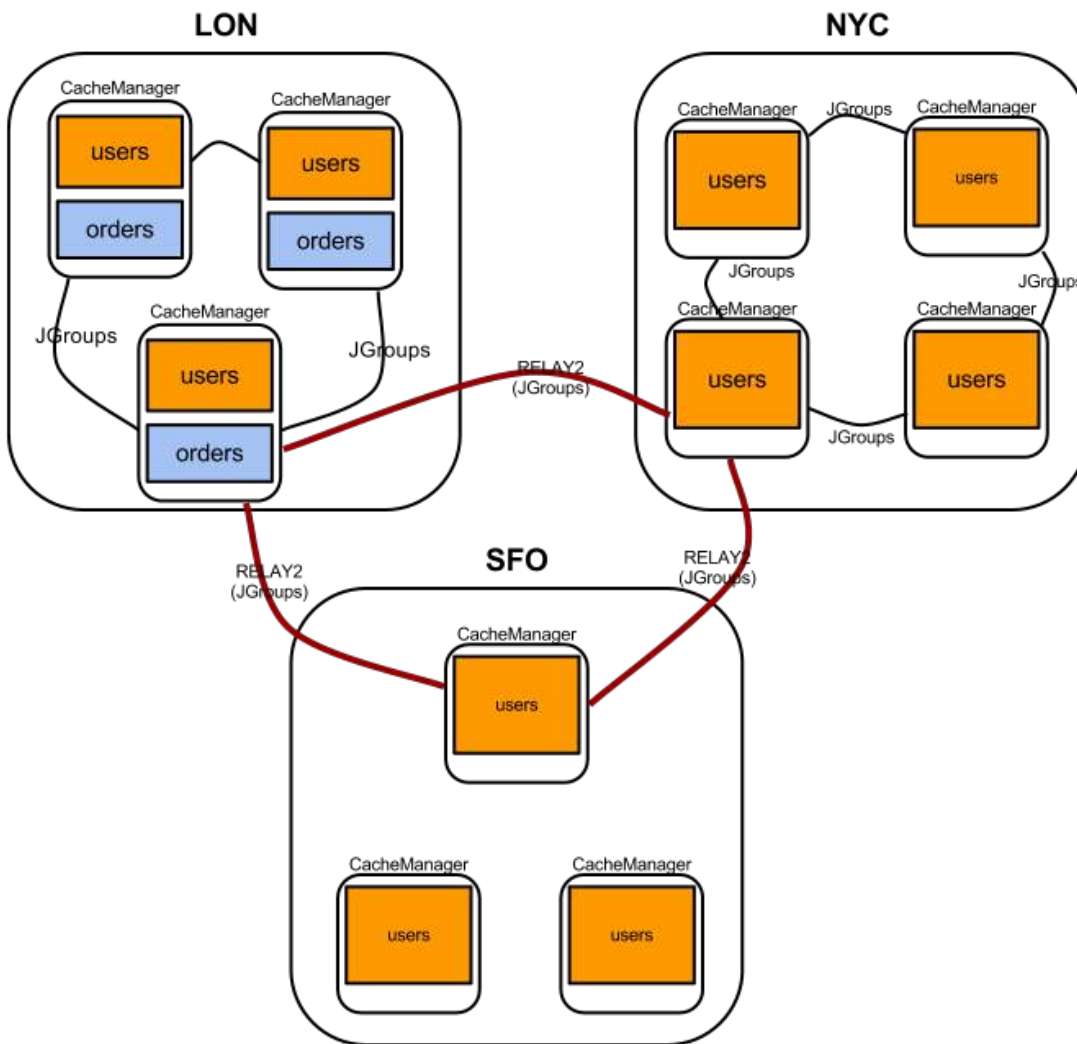 LON
NYC
CacheManager
CacheManager
users
orders
users
orders
JGroups
JGroups
CacheManager
users
orders
CacheManager
JGroups
CacheManager
users
users
JGroups
JGroups
CacheManager
CacheManager
users
users
JGroups
RELAY2
(JGroups)
RELAY2
(JGroups)
RELAY2
(JGroups)
SFO
CacheManager
users
CacheManager
CacheManager
users
users